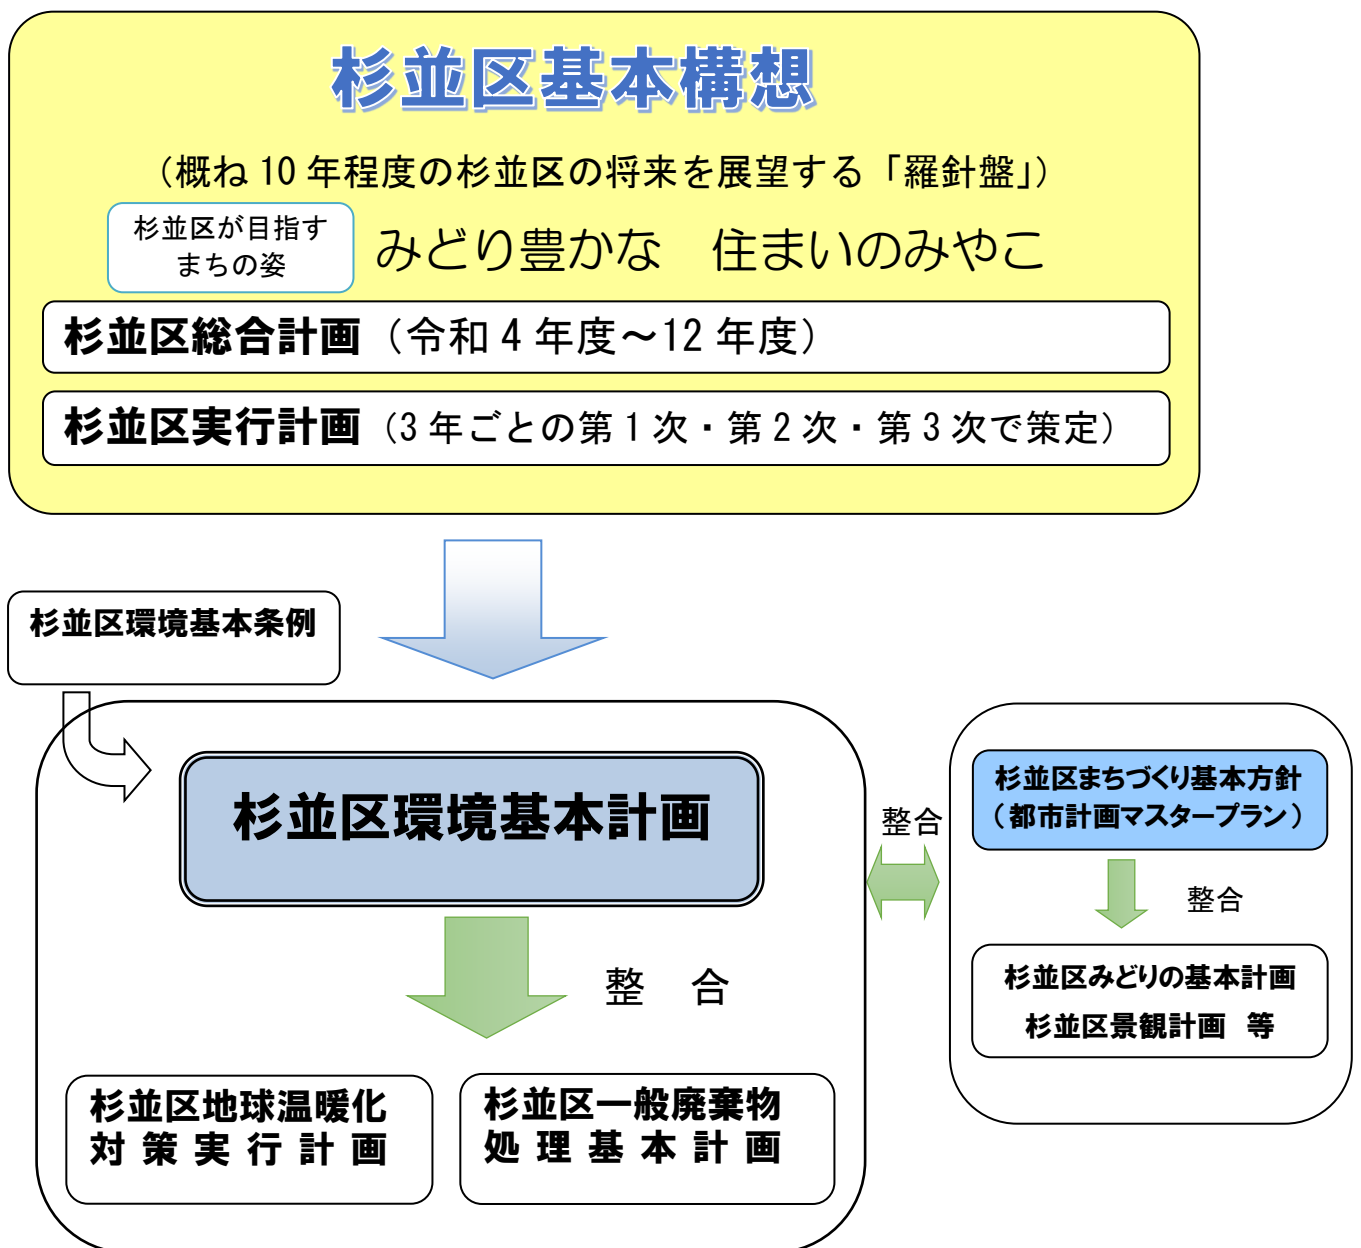 杉並区基本構想
（概ね 10 年程度の杉並区の将来を展望する「羅針盤」）
杉並区が目指す
まちの姿
みどり豊かな　住まいのみやこ
杉並区総合計画（令和 4 年度～12 年度）
杉並区実行計画（3 年ごとの第 1 次・第 2 次・第 3 次で策定）
杉並区環境基本条例
杉並区環境基本計画
整　合
杉並区地球温暖化
対 策 実 行 計 画
杉並区一般廃棄物
処 理 基 本 計 画
整合
杉並区まちづくり基本方針
（都市計画マスタープラン）
整合
杉並区みどりの基本計画
杉並区景観計画　等